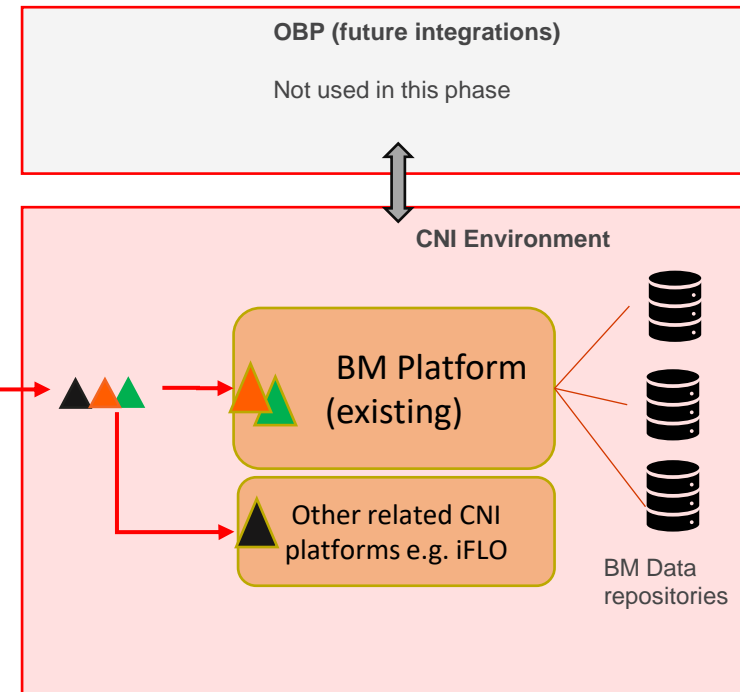 OBP (future integrations)
Not used in this phase
CNI Environment
BM Platform
(existing)
Other related CNI
platforms e.g. iFLO
BM Data
repositories